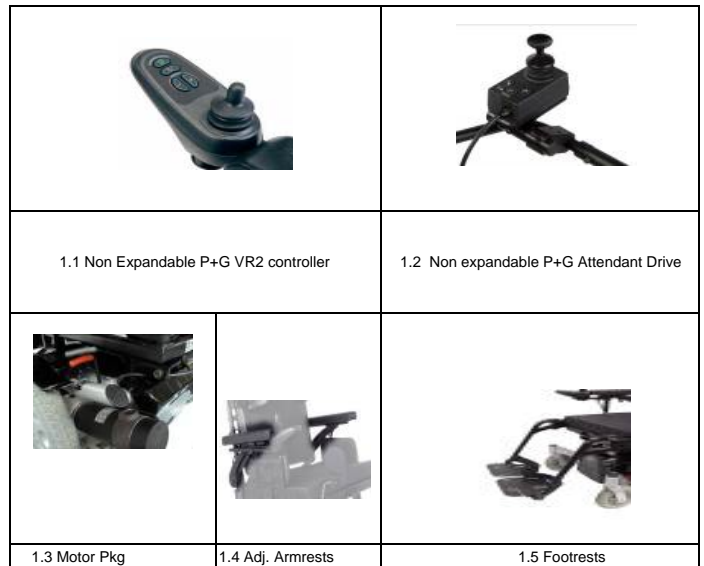 1.1 Non Expandable P+G VR2 controller
1.2 Non expandable P+G Attendant Drive
1.3 Motor Pkg
1.4 Adj. Armrests
1.5 Footrests